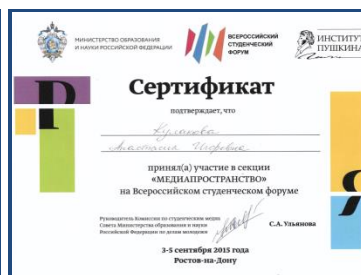 МИНИСТЕРСТВО ОБРАЗОВАНИЯ
И НАУКИ РОССИЙСКОЙ ФЕДЕРАЦИИ
ВСЕРОССИЙСКИЙ
СТУДЕНЧЕСКИЙ
ФОРУМ
ИНСТИТУТ
ПУШКИНА
Р
Сертификат
подтверждает, что
Кулакова
Анастасия Игоревна
принял(а) участие в секции
«МЕДИАПРОСТРАНСТВО»
на Всероссийском студенческом форуме
Я
Руководитель Комиссии по студенческим медиа
Совета Министерства образования и науки
Российской Федерации по делам молодежи
С.А. Ульянова
3-5 сентября 2015 года
Ростов-на-Дону